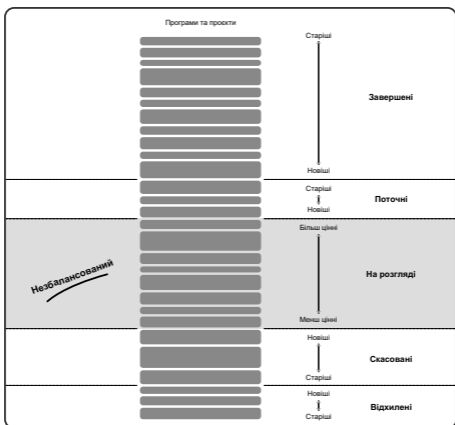 Програми та проєкти
Старіші
Завершені
Новіші
Старіші
Поточні
Новіші
Більш цінні
Незбалансований
На розгляді
Менш цінні
Новіші
Скасовані
Старіші
Новіші
Відхилені
Старіші